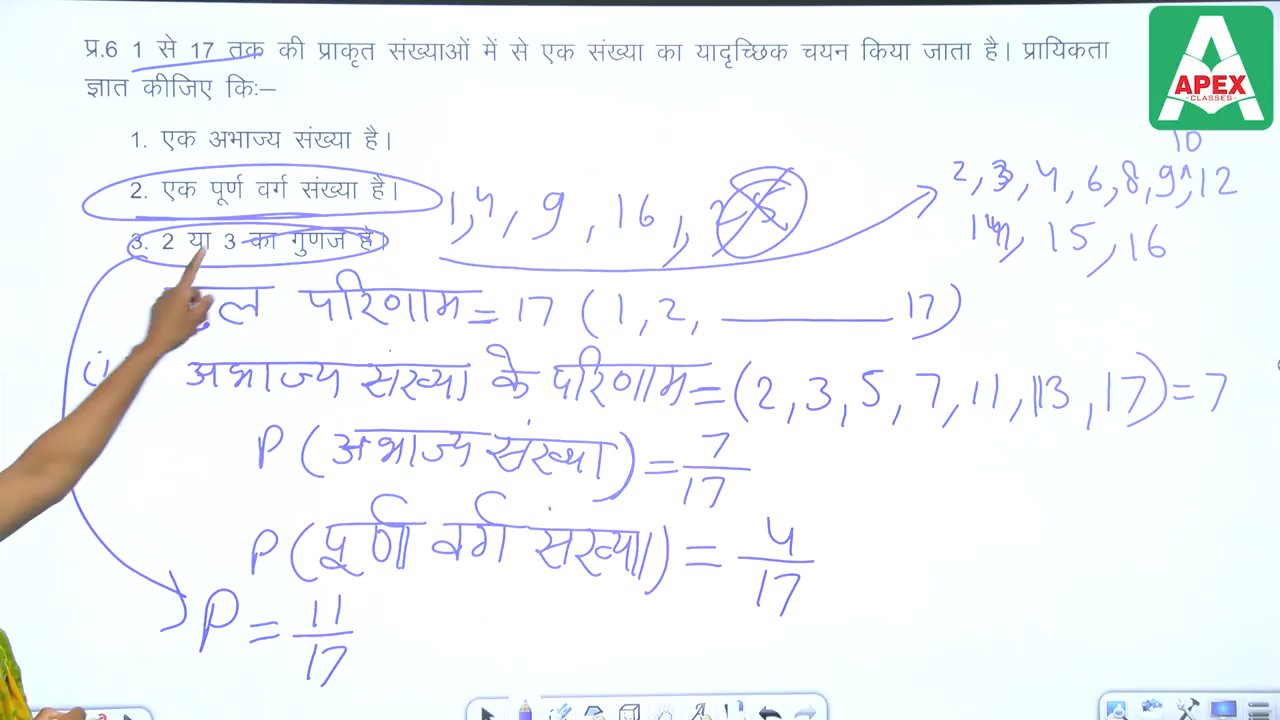 प्र.6 1 से 17 तक की प्राकृत संख्याओं में से एक संख्या का यादृच्छिक चयन किया जाता है। प्रायिकता
ज्ञात कीजिए किः–
APEX
CLASSES
1. एक अभाज्य संख्या है।
2. एक पूर्ण वर्ग संख्या है।
1, 4, 9, 16,
10
2, 3, 4, 6, 8, 9, 12
14, 15, 16
3. 2 या 3 का गुणज है।
कुल परिणाम = 17 (1, 2, ——— 17)
अभाज्य संख्या के परिणाम = (2, 3, 5, 7, 11, 13, 17) = 7
P (अभाज्य संख्या) = 7/17
P (पूर्ण वर्ग संख्या) = 4/17
P = 11/17